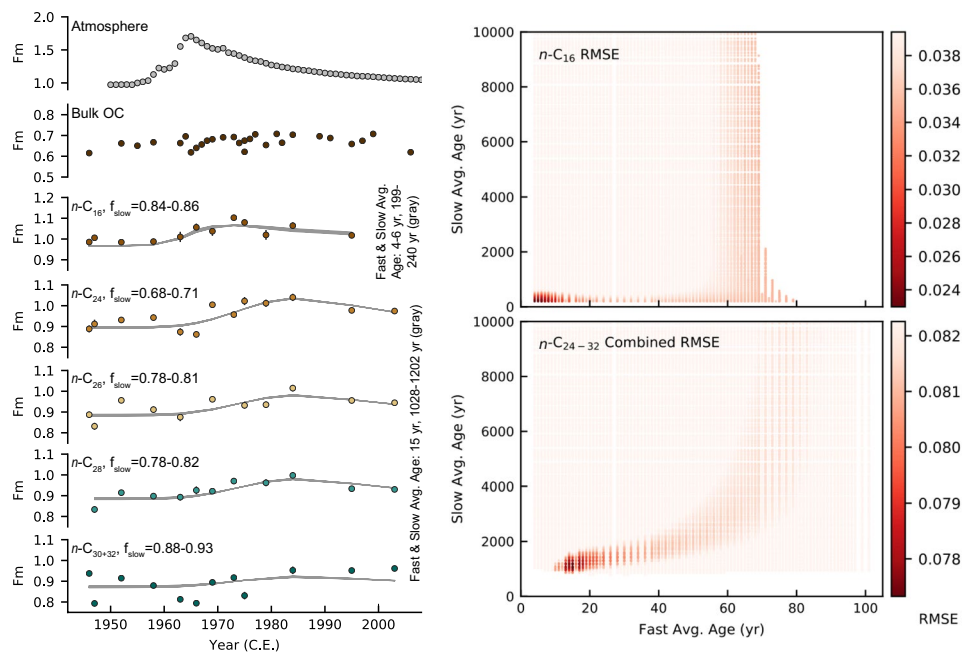 Atmosphere
Fm
2.0
1.5
1.0
Bulk OC
Fm
0.8
0.7
0.6
0.5
n-C16, fslow=0.84-0.86
Fm
1.2
1.1
1.0
0.9
Fast & Slow Avg.
Age: 4-6 yr, 199-
240 yr (gray)
n-C24, fslow=0.68-0.71
Fm
1.1
1.0
0.9
0.8
n-C26, fslow=0.78-0.81
Fm
1.1
1.0
0.9
0.8
n-C28, fslow=0.78-0.82
Fm
1.1
1.0
0.9
0.8
n-C30+32, fslow=0.88-0.93
Fm
1.0
0.9
0.8
Fast & Slow Avg. Age: 15 yr, 1028-1202 yr (gray)
1950 1960 1970 1980 1990 2000
Year (C.E.)
n-C16 RMSE
Slow Avg. Age (yr)
10000
8000
6000
4000
2000
200
0 20 40 60 80 100
0.038
0.036
0.034
0.032
0.030
0.028
0.026
0.024
n-C24−32 Combined RMSE
Slow Avg. Age (yr)
10000
8000
6000
4000
2000
0
0 20 40 60 80 100
Fast Avg. Age (yr)
0.082
0.081
0.080
0.079
0.078
RMSE